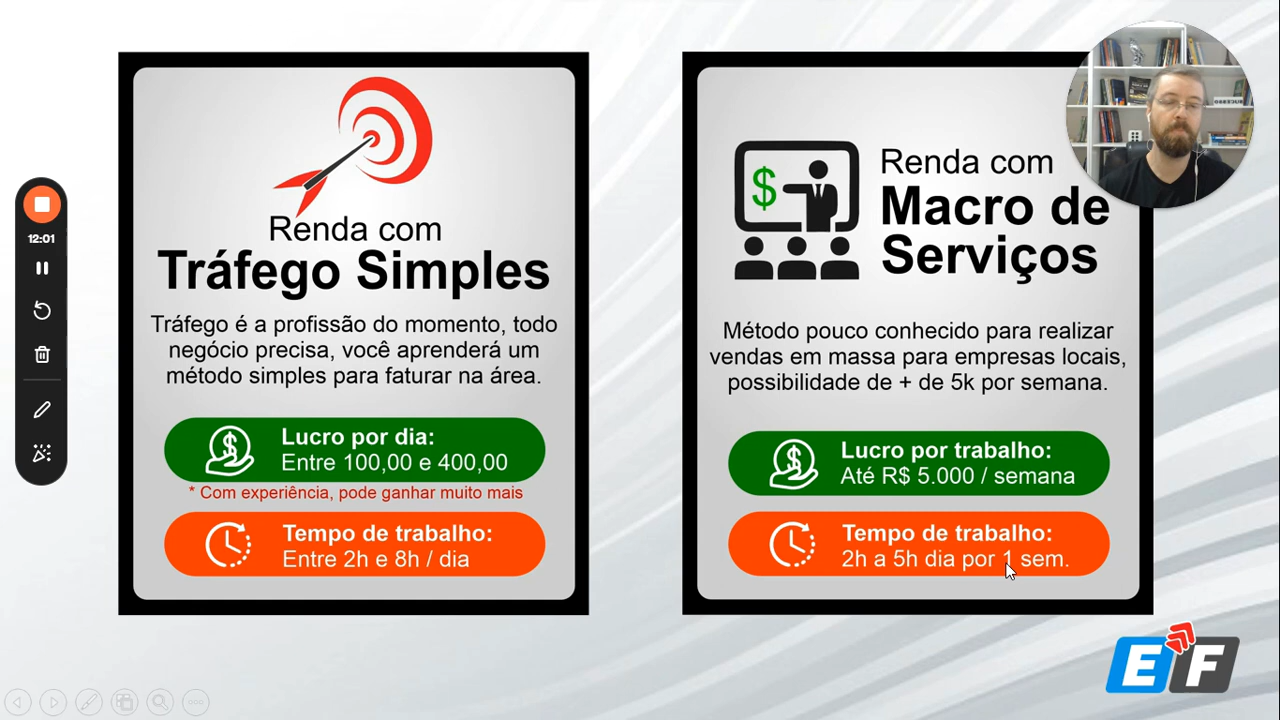 12:01
Renda com
Tráfego Simples
Tráfego é a profissão do momento, todo
negócio precisa, você aprenderá um
método simples para faturar na área.
$
Lucro por dia:
Entre 100,00 e 400,00
* Com experiência, pode ganhar muito mais
Tempo de trabalho:
Entre 2h e 8h / dia
$
Renda com
Macro de
Serviços
Método pouco conhecido para realizar
vendas em massa para empresas locais,
possibilidade de + de 5k por semana.
$
Lucro por trabalho:
Até R$ 5.000 / semana
Tempo de trabalho:
2h a 5h dia por 1 sem.
EF